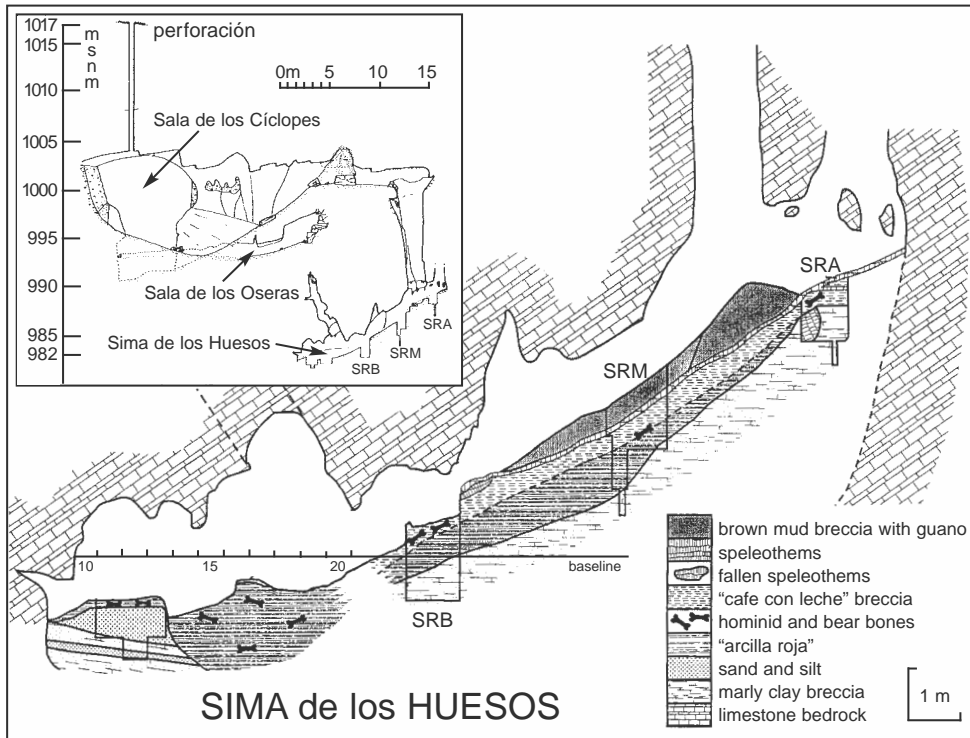 1017
1015
1010
1005
1000
995
990
985
982
m
s
n
m
perforación
0m 5 10 15
Sala de los Cíclopes
Sala de los Oseras
Sima de los Huesos
SRB
SRM
SRA
SRA
SRM
10 15 20 baseline
SRB
SIMA de los HUESOS
brown mud breccia with guano
speleothems
fallen speleothems
“cafe con leche” breccia
hominid and bear bones
“arcilla roja”
sand and silt
marly clay breccia
limestone bedrock
1 m